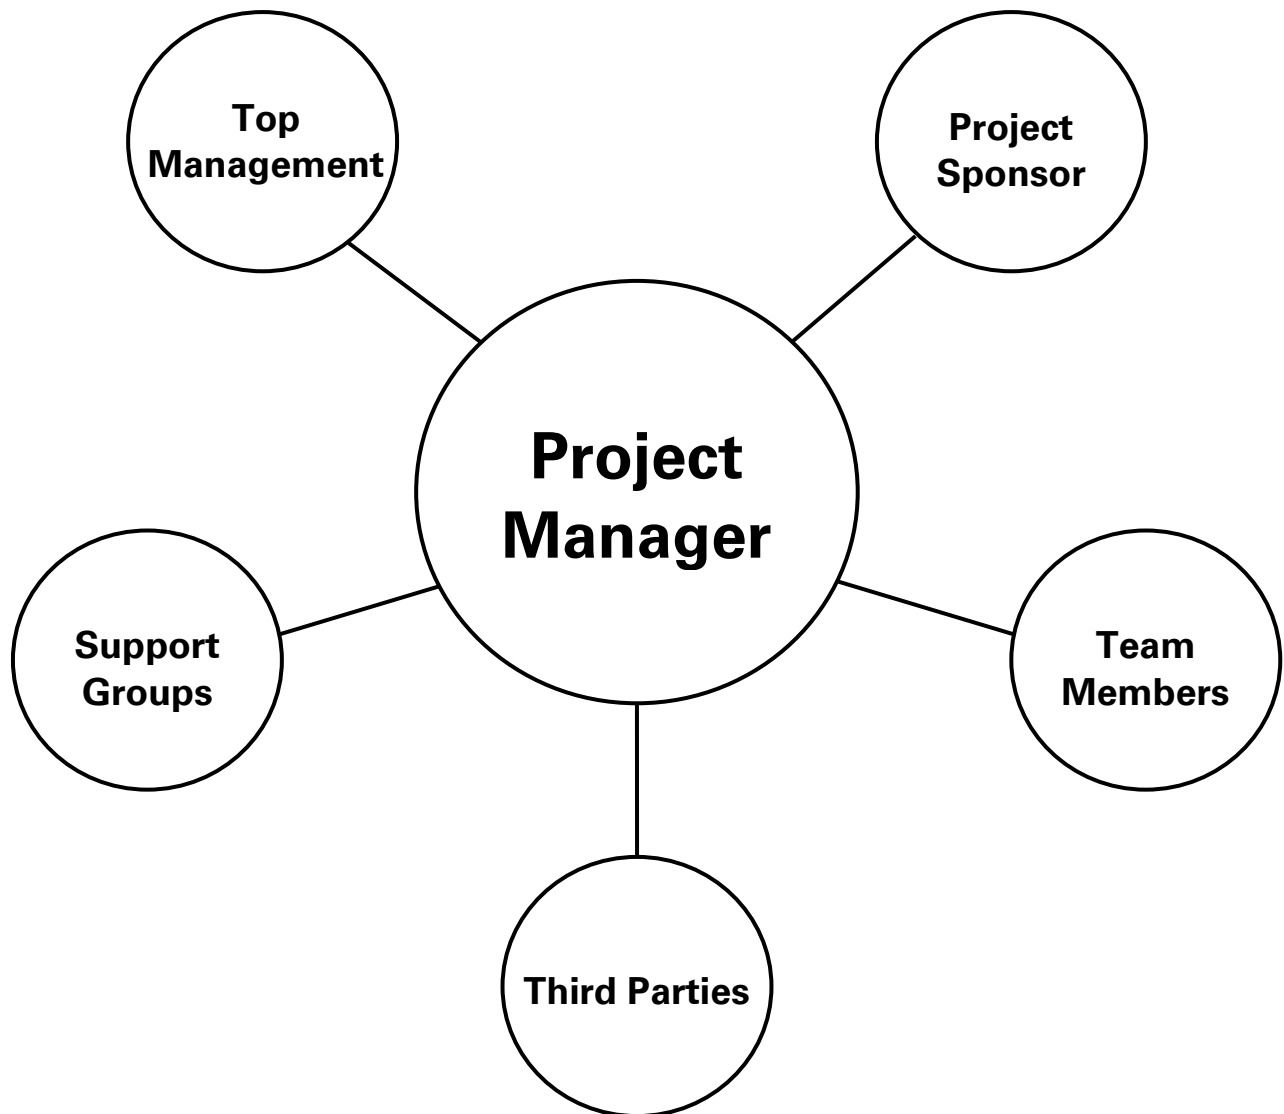 Top
Management
Project
Sponsor
Project
Manager
Support
Groups
Team
Members
Third Parties